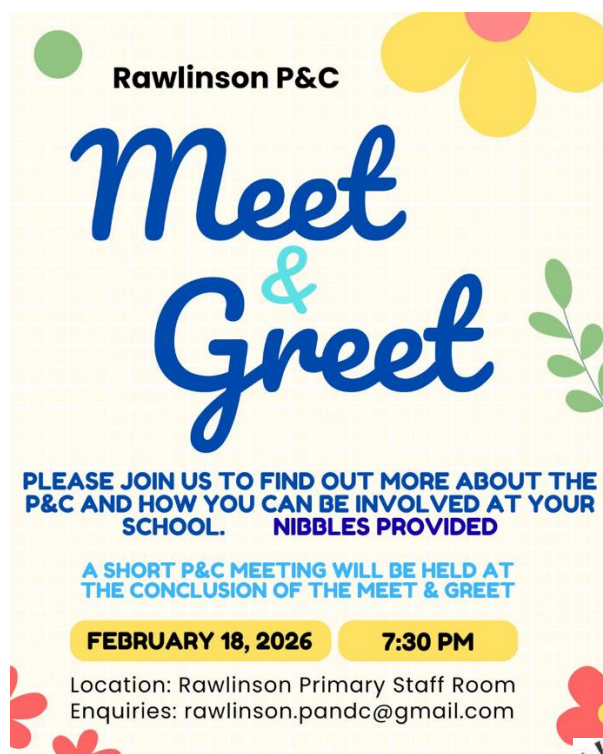 Rawlinson P&C
Meet
&
Greet
PLEASE JOIN US TO FIND OUT MORE ABOUT THE
P&C AND HOW YOU CAN BE INVOLVED AT YOUR
SCHOOL. NIBBLES PROVIDED
A SHORT P&C MEETING WILL BE HELD AT
THE CONCLUSION OF THE MEET & GREET
FEBRUARY 18, 2026 7:30 PM
Location: Rawlinson Primary Staff Room
Enquiries: rawlinson.pandc@gmail.com